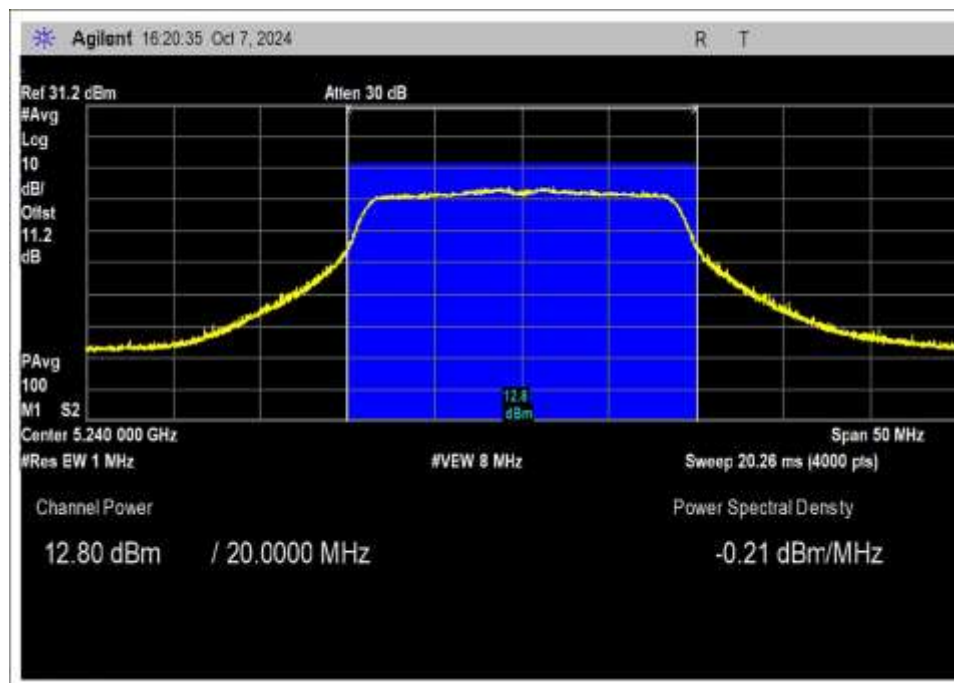 Agilent 16:20:35 Oct 7, 2024 R T
Ref 31.2 dBm Atten 30 dB
#Avg
Log
10
dB/
Offst
11.2
dB
PAvg
100
M1 S2
12.8
dBm
Center 5.240 000 GHz Span 50 MHz
#Res BW 1 MHz #VBW 8 MHz Sweep 20.26 ms (4000 pts)
Channel Power Power Spectral Density
12.80 dBm / 20.0000 MHz -0.21 dBm/MHz